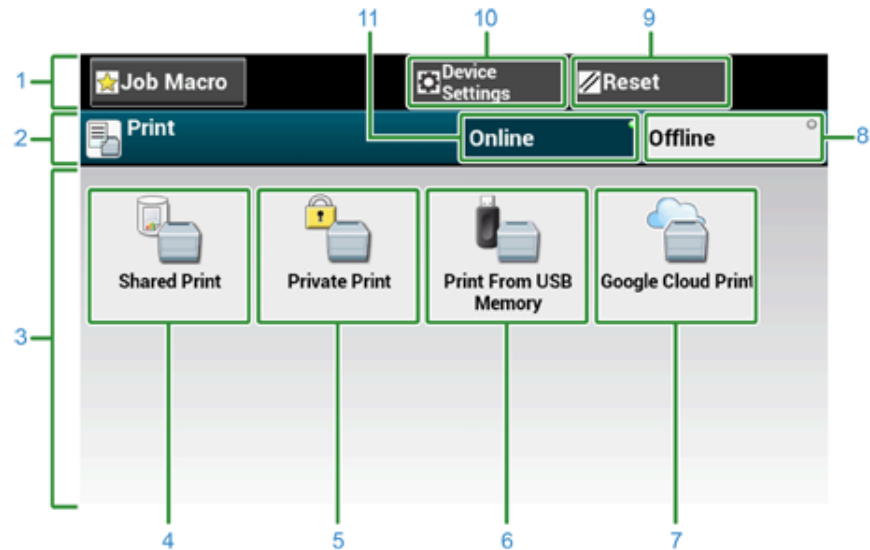 11
10
9
1
Job Macro
Device
Settings
Reset
2
Print
Online
Offline
8
3
Shared Print
Private Print
Print From USB
Memory
Google Cloud Print
4
5
6
7